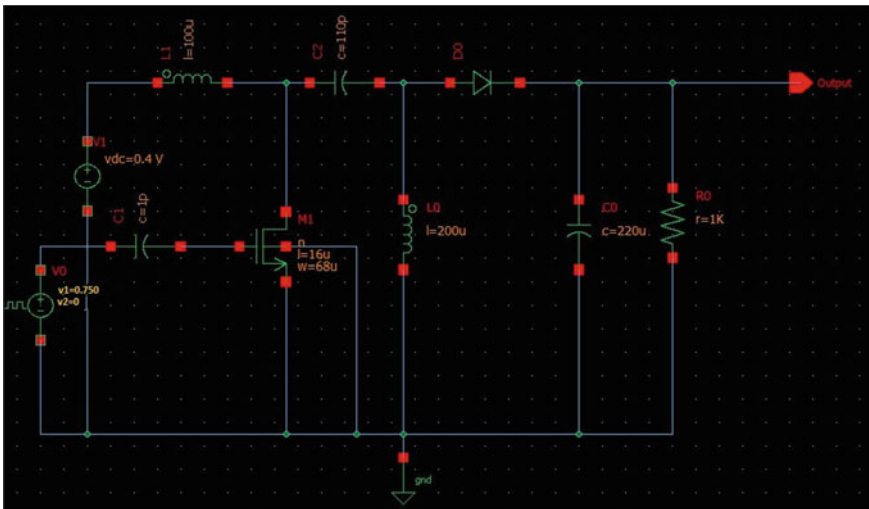 L1
l=100u
C2
c=110p
D0
Output
V1
vdc=0.4 V
C1
c=1p
M1
n
l=16u
w=68u
L0
l=200u
C0
c=220u
R0
r=1K
V0
v1=0.750
v2=0
gnd